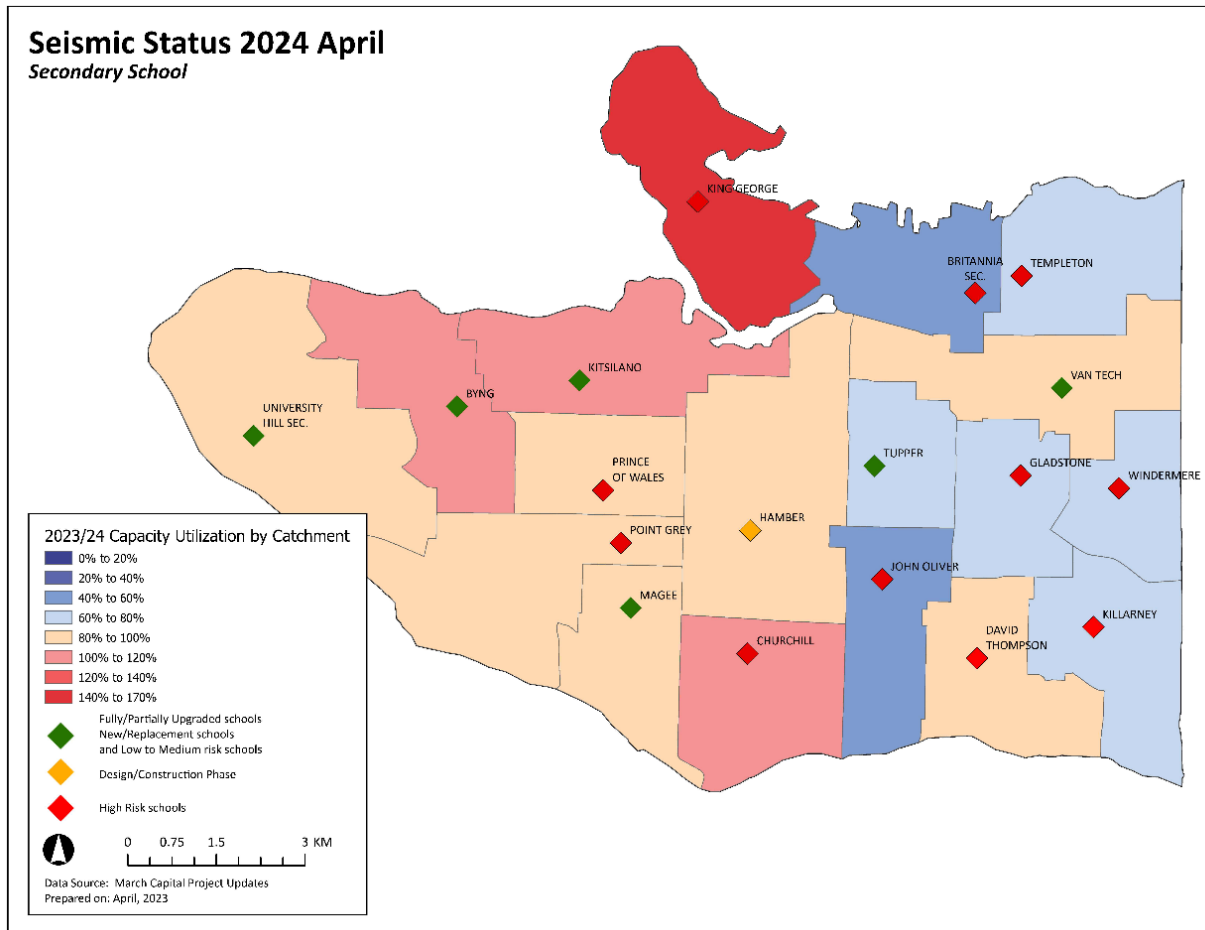 Seismic Status 2024 April
Secondary School
KING GEORGE
BRITANNIA
SEC.
TEMPLETON
KITSILANO
VAN TECH
BYNG
UNIVERSITY
HILL SEC.
TUPPER
GLADSTONE
WINDERMERE
PRINCE
OF WALES
HAMBER
POINT GREY
JOHN OLIVER
MAGEE
KILLARNEY
CHURCHILL
DAVID
THOMPSON
2023/24 Capacity Utilization by Catchment
0% to 20%
20% to 40%
40% to 60%
60% to 80%
80% to 100%
100% to 120%
120% to 140%
140% to 170%
Fully/Partially Upgraded schools
New/Replacement schools
and Low to Medium risk schools
Design/Construction Phase
High Risk schools
0 0.75 1.5 3 KM
Data Source: March Capital Project Updates
Prepared on: April, 2023